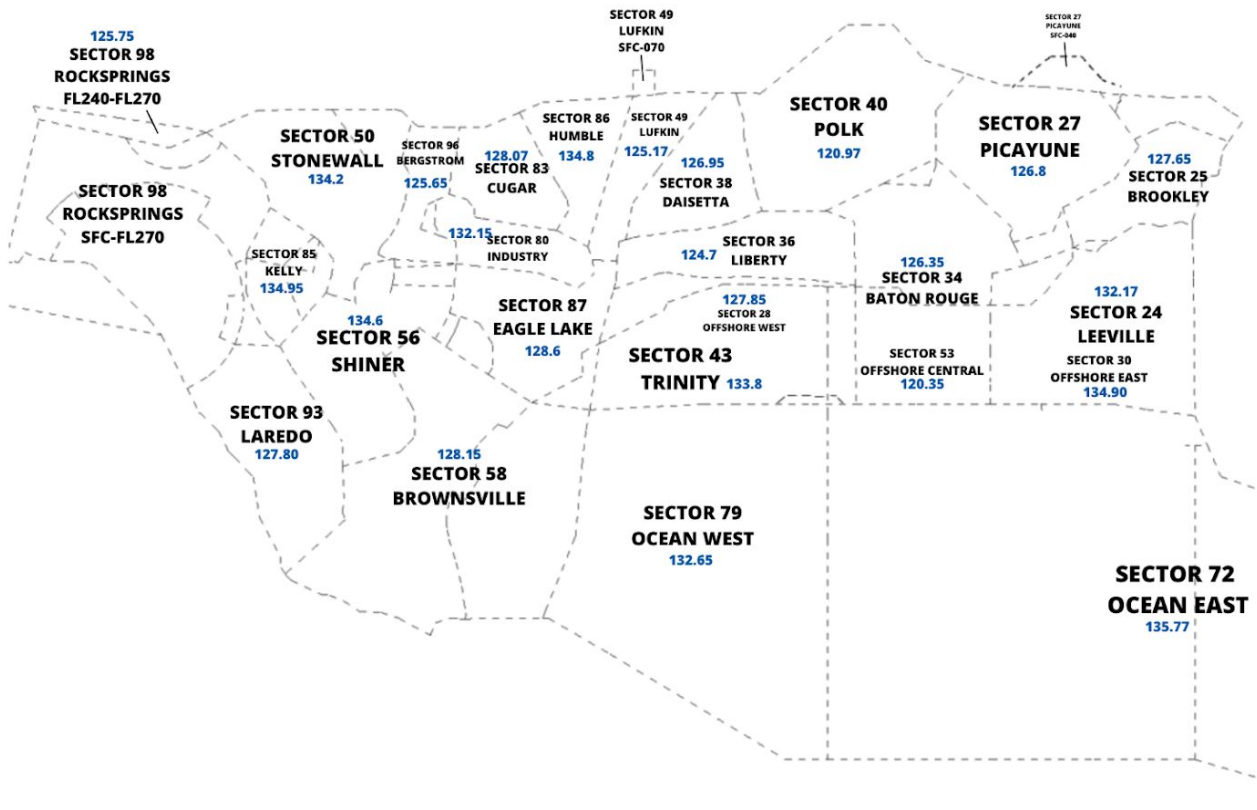 125.75
SECTOR 98
ROCKSPRINGS
FL240-FL270
SECTOR 98
ROCKSPRINGS
SFC-FL270
SECTOR 50
STONEWALL
134.2
SECTOR 85
KELLY
134.95
SECTOR 96
BERGSTROM
125.65
128.07
SECTOR 83
CUGAR
SECTOR 86
HUMBLE
134.8
SECTOR 49
LUFKIN
SFC-070
SECTOR 49
LUFKIN
125.17
126.95
SECTOR 38
DAISETTA
SECTOR 40
POLK
120.97
SECTOR 27
PICAYUNE
SFC-040
SECTOR 27
PICAYUNE
126.8
127.65
SECTOR 25
BROOKLEY
132.15
SECTOR 80
INDUSTRY
124.7
SECTOR 36
LIBERTY
126.35
SECTOR 34
BATON ROUGE
132.17
SECTOR 24
LEEVILLE
SECTOR 30
OFFSHORE EAST
134.90
134.6
SECTOR 56
SHINER
SECTOR 87
EAGLE LAKE
128.6
127.85
SECTOR 28
OFFSHORE WEST
SECTOR 43
TRINITY 133.8
SECTOR 53
OFFSHORE CENTRAL
120.35
SECTOR 93
LAREDO
127.80
128.15
SECTOR 58
BROWNSVILLE
SECTOR 79
OCEAN WEST
132.65
SECTOR 72
OCEAN EAST
135.77